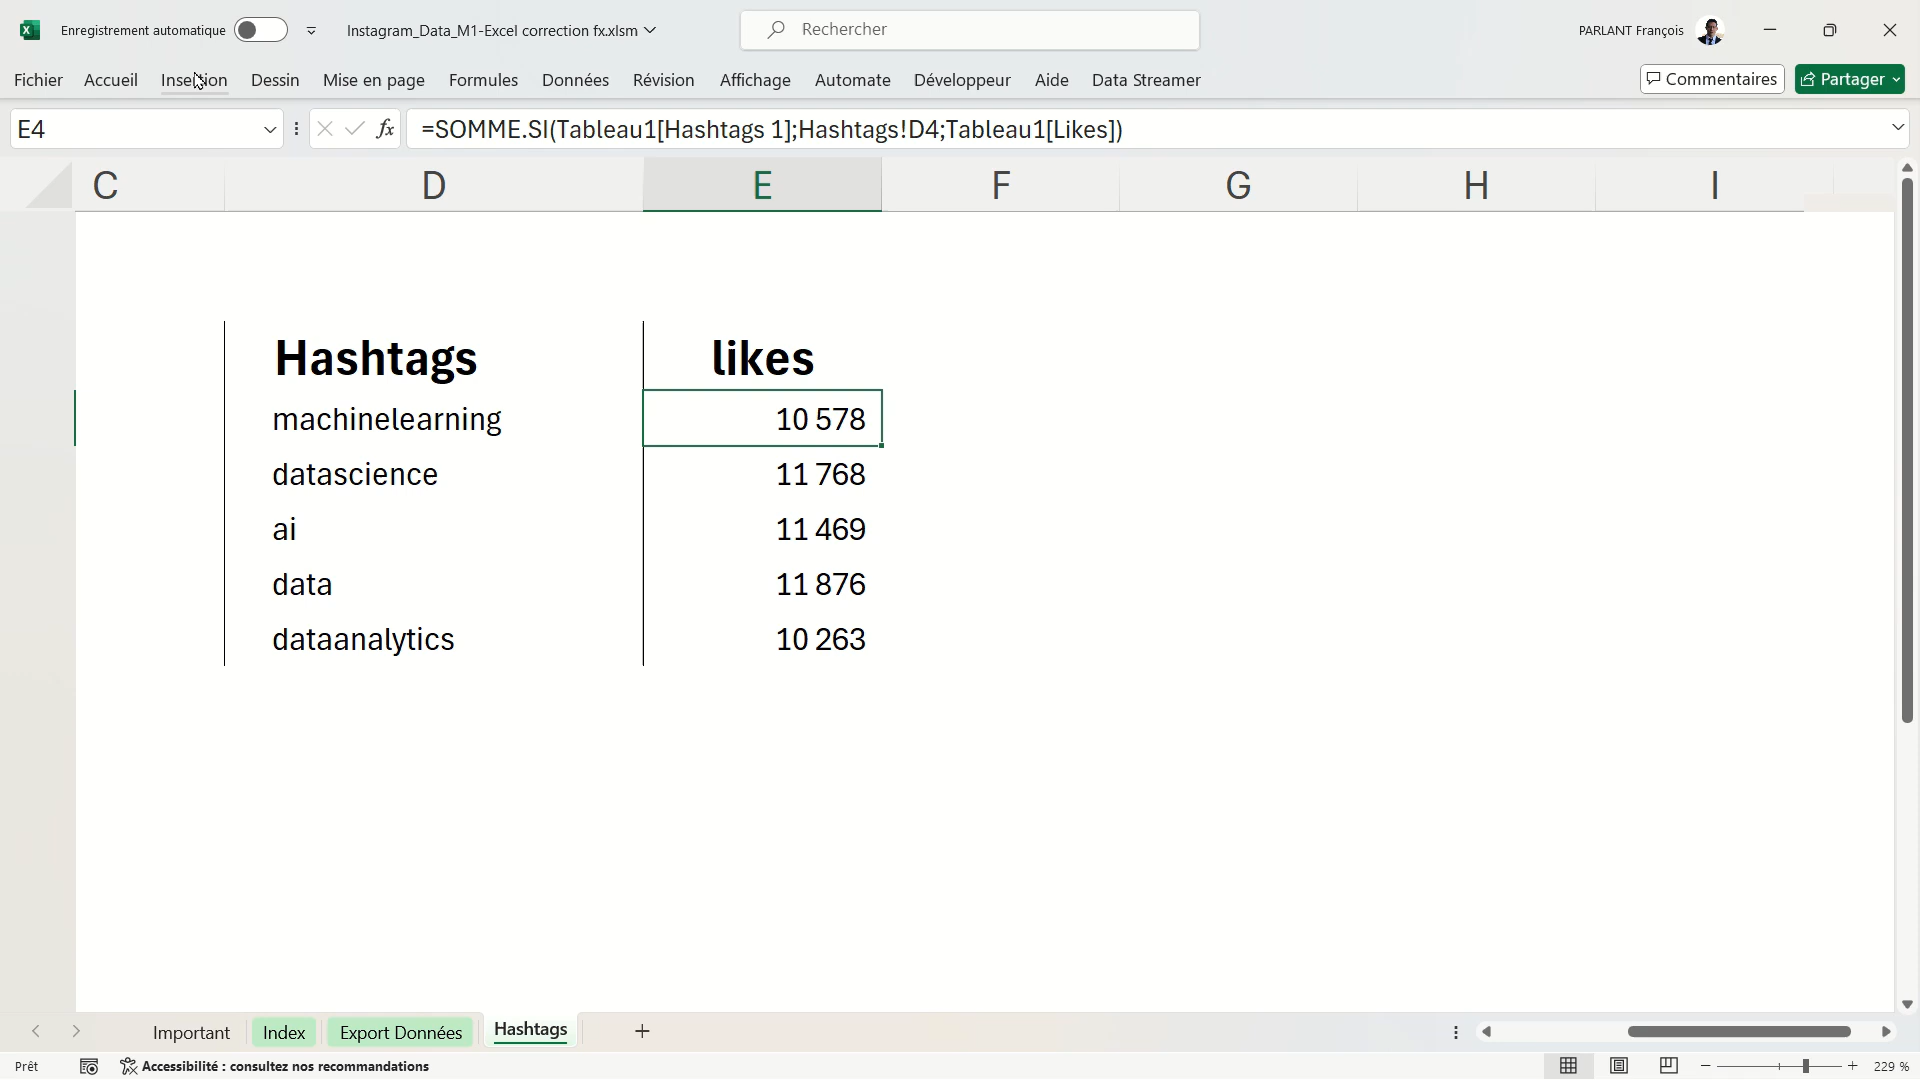 Enregistrement automatique
Instagram_Data_M1-Excel correction fx.xlsm
Rechercher
PARLANT François
Fichier Accueil Insertion Dessin Mise en page Formules Données Révision Affichage Automate Développeur Aide Data Streamer
Commentaires Partager
E4
fx
=SOMME.SI(Tableau1[Hashtags 1];Hashtags!D4;Tableau1[Likes])
C D E F G H I
Hashtags likes
machinelearning 10 578
datascience 11 768
ai 11 469
data 11 876
dataanalytics 10 263
Important Index Export Données Hashtags +
Prêt
Accessibilité : consultez nos recommandations
229 %